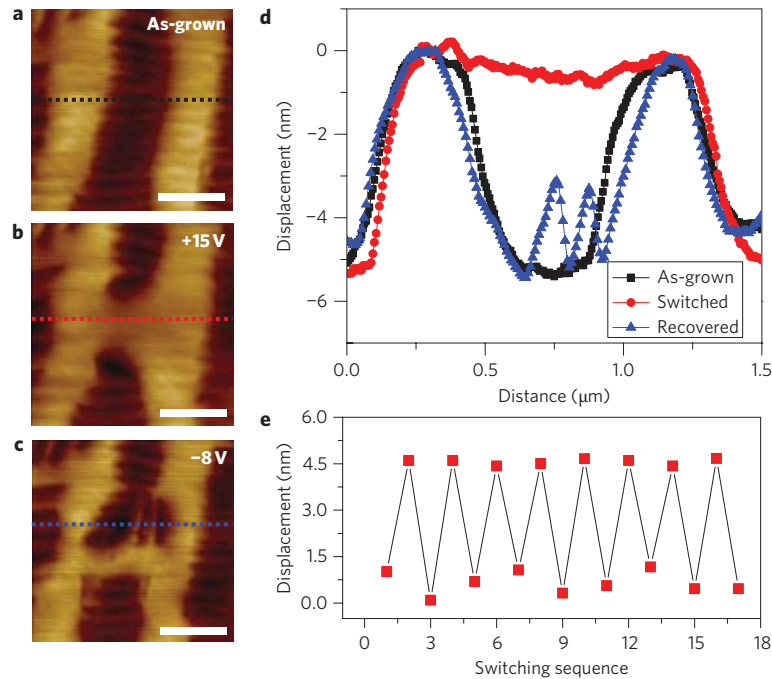 a
As-grown
b
+15 V
c
−8 V
d
Displacement (nm)
0
−2
−4
−6
As-grown
Switched
Recovered
0.0
0.5
1.0
1.5
Distance (μm)
e
Displacement (nm)
6.0
4.5
3.0
1.5
0.0
0
3
6
9
12
15
18
Switching sequence